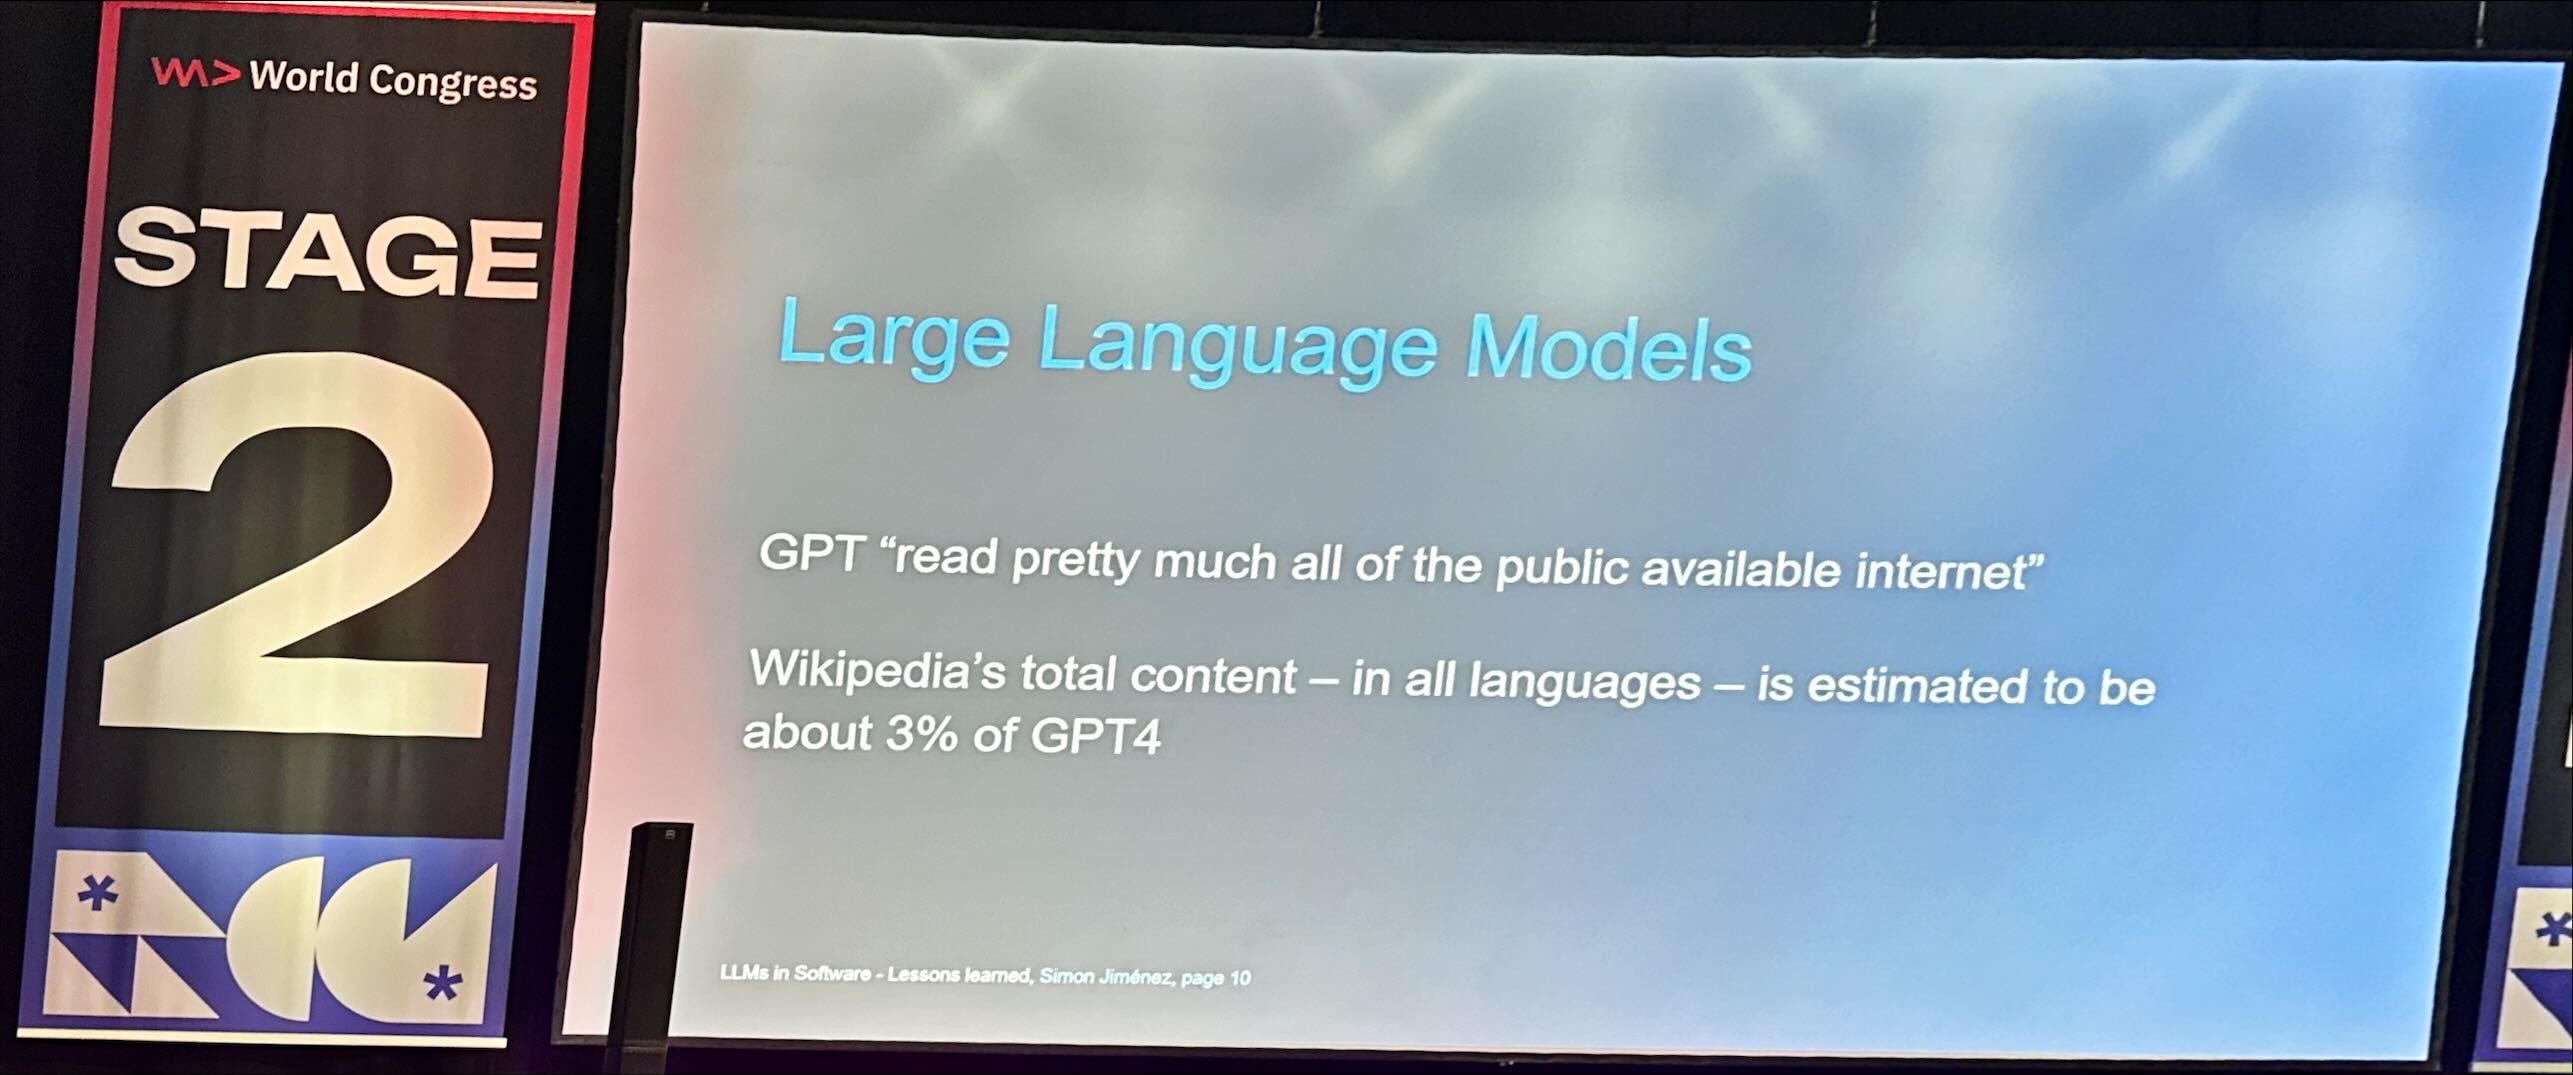 World Congress
STAGE
2
Large Language Models
GPT “read pretty much all of the public available internet”
Wikipedia’s total content – in all languages – is estimated to be
about 3% of GPT4
LLMs in Software - Lessons learned, Simon Jiménez, page 10